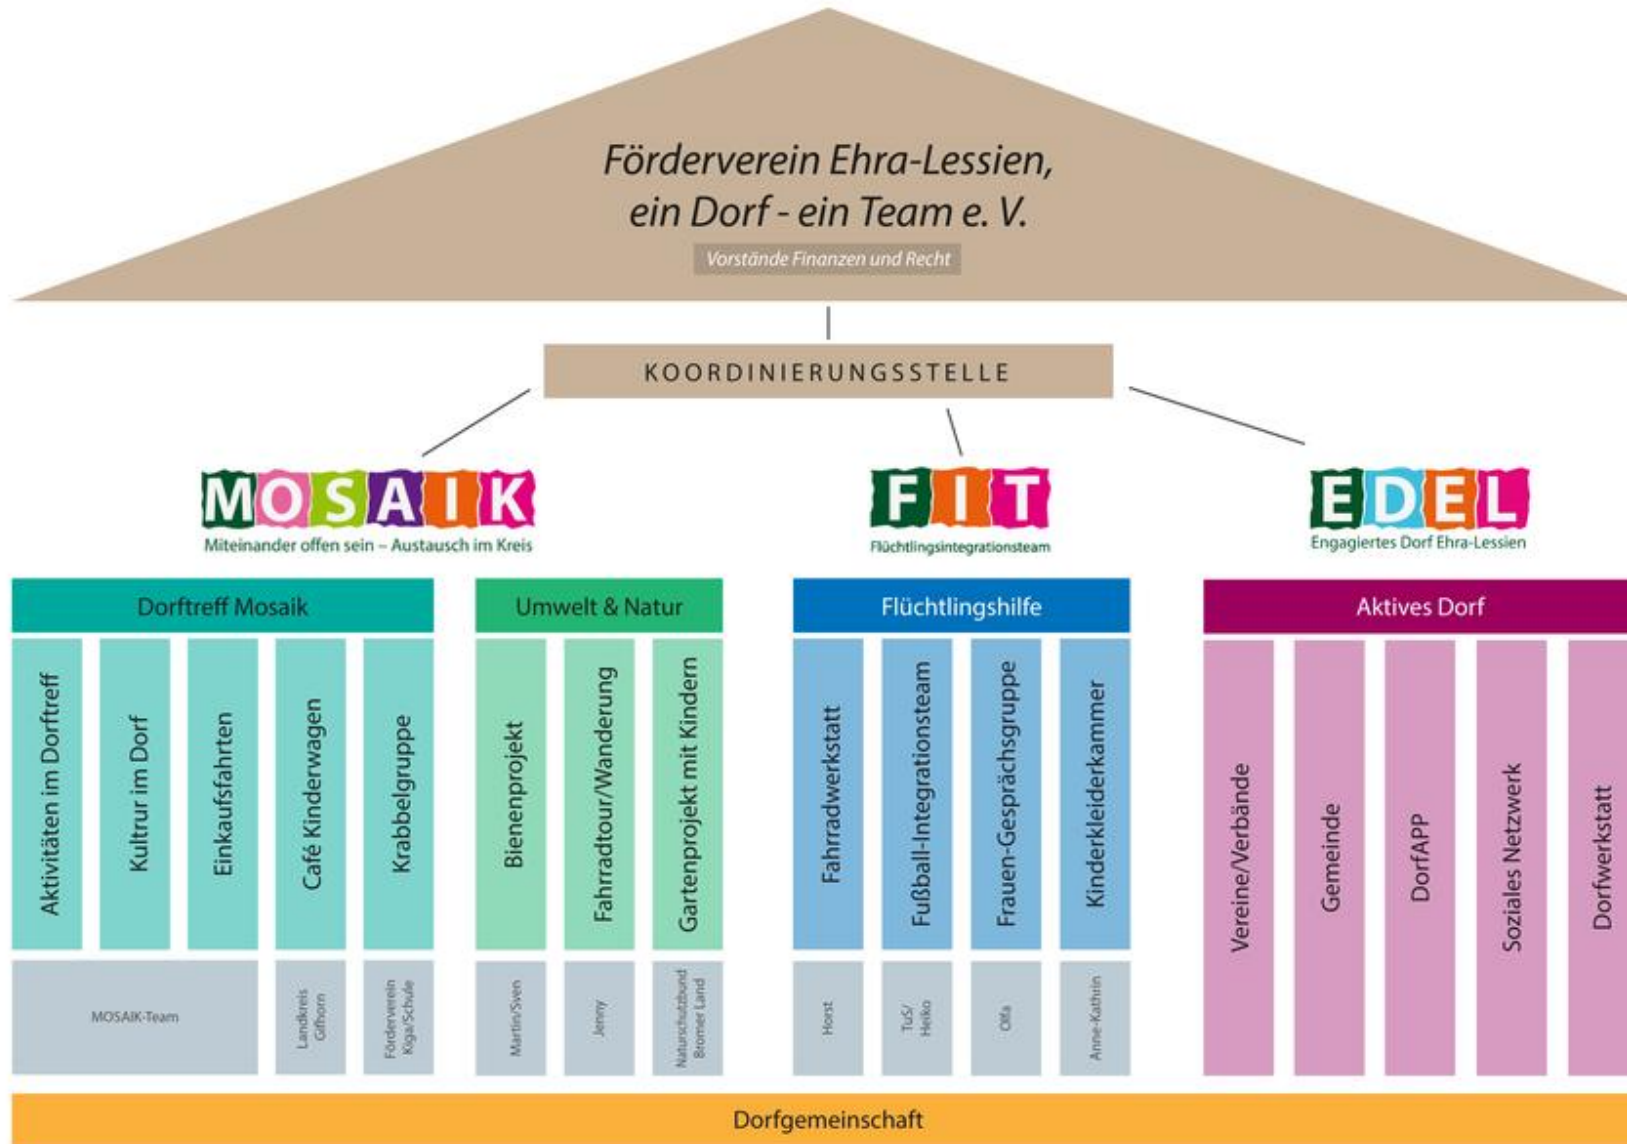 Förderverein Ehra-Lessien,
ein Dorf - ein Team e. V.
Vorstände Finanzen und Recht
KOORDINIERUNGSSTELLE
MOSAIK
Miteinander offen sein – Austausch im Kreis
FIT
Flüchtlingsintegrationsteam
EDEL
Engagiertes Dorf Ehra-Lessien
Dorftreff Mosaik
Aktivitäten im Dorftreff
Kultrur im Dorf
Einkaufsfahrten
Café Kinderwagen
Krabbelgruppe
MOSAIK-Team
Landkreis
Gifhorn
Förderverein
Kiga/Schule
Umwelt & Natur
Bienenprojekt
Fahrradtour/Wanderung
Gartenprojekt mit Kindern
Martin/Sven
Jenny
Naturschutzbund
Bromer Land
Flüchtlingshilfe
Fahrradwerkstatt
Fußball-Integrationsteam
Frauen-Gesprächsgruppe
Kinderkleiderkammer
Horst
TuS/
Heiko
Olfa
Anne-Kathrin
Aktives Dorf
Vereine/Verbände
Gemeinde
DorfAPP
Soziales Netzwerk
Dorfwerkstatt
Dorfgemeinschaft